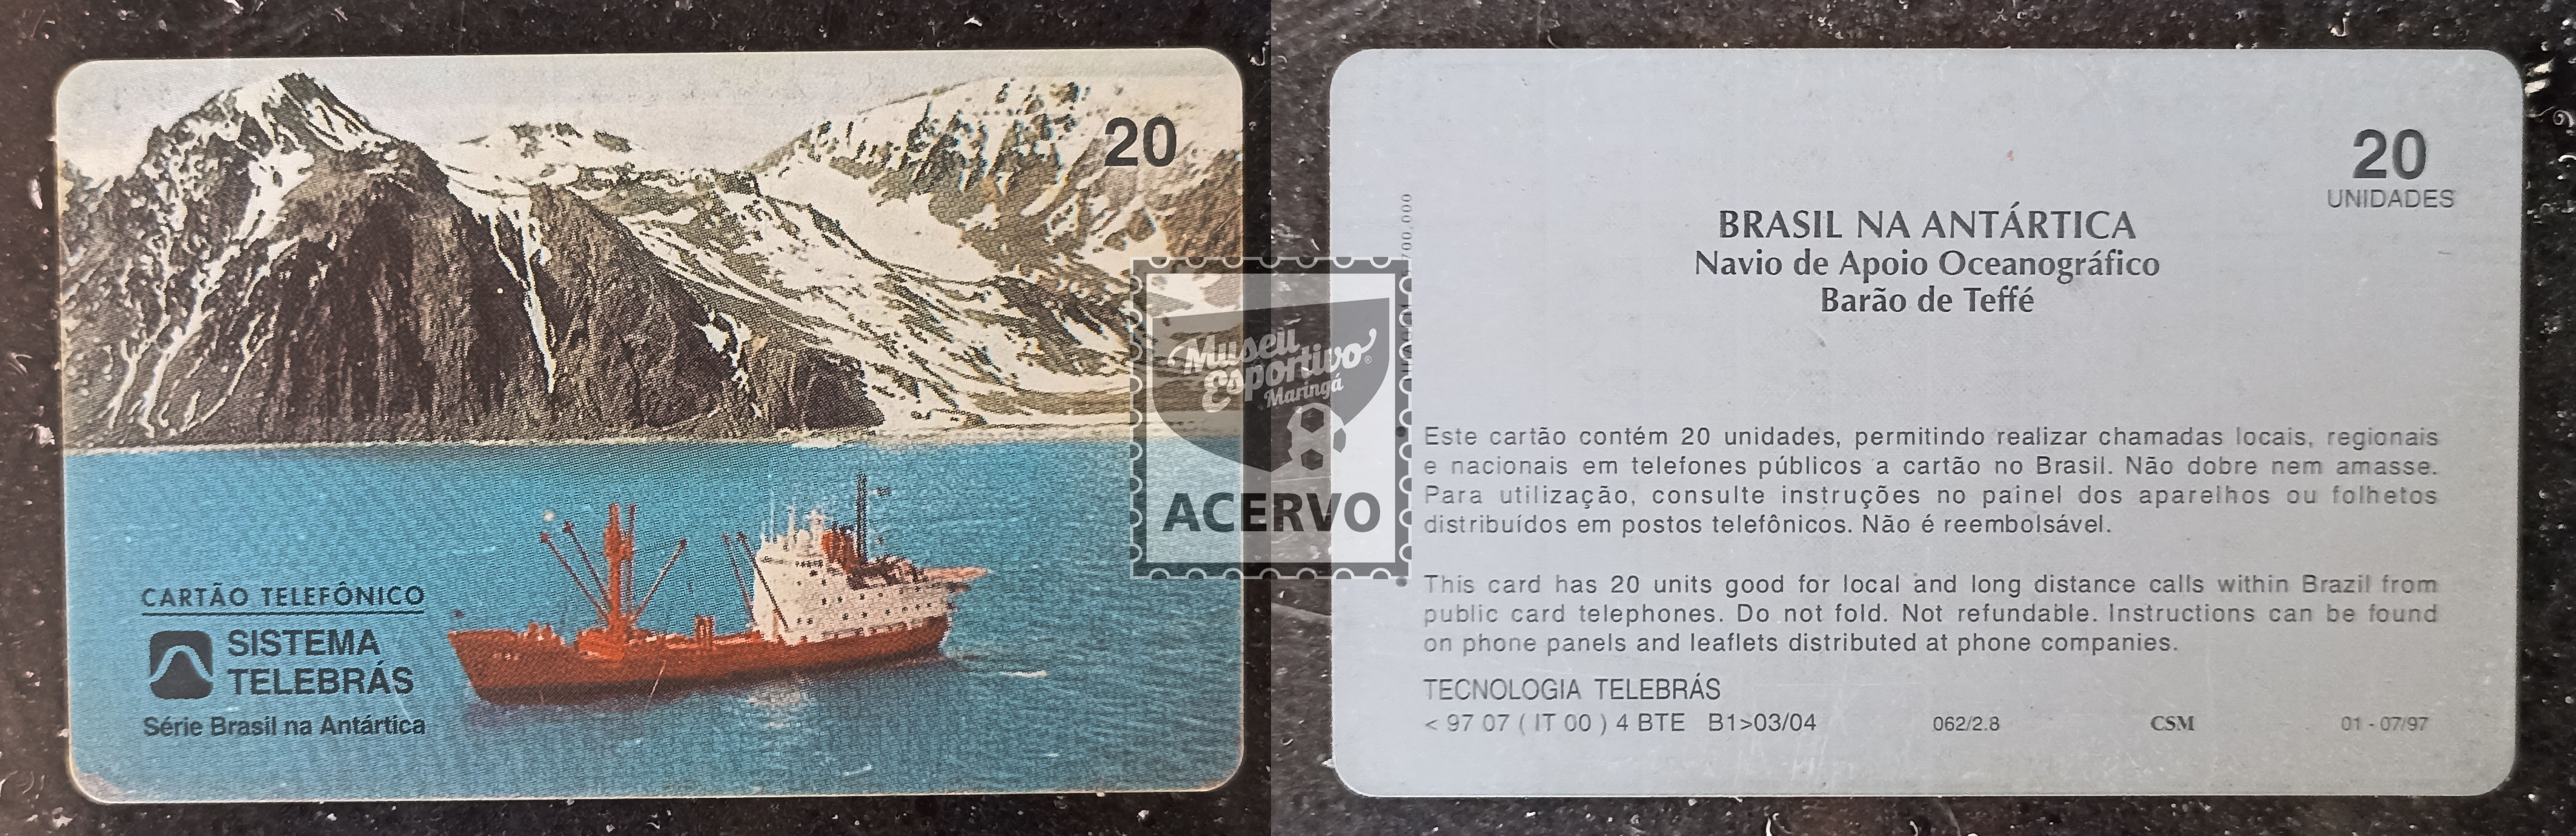 20
CARTÃO TELEFÔNICO
SISTEMA
TELEBRÁS
Série Brasil na Antártica
Museu
Esportivo
Maringá
ACERVO
20
UNIDADES
BRASIL NA ANTÁRTICA
Navio de Apoio Oceanográfico
Barão de Teffé
Este cartão contém 20 unidades, permitindo realizar chamadas locais, regionais
e nacionais em telefones públicos a cartão no Brasil. Não dobre nem amasse.
Para utilização, consulte instruções no painel dos aparelhos ou folhetos
distribuídos em postos telefônicos. Não é reembolsável.
This card has 20 units good for local and long distance calls within Brazil from
public card telephones. Do not fold. Not refundable. Instructions can be found
on phone panels and leaflets distributed at phone companies.
TECNOLOGIA TELEBRÁS
< 97 07 ( IT 00 ) 4 BTE B1>03/04 062/2.8 CSM 01 - 07/97